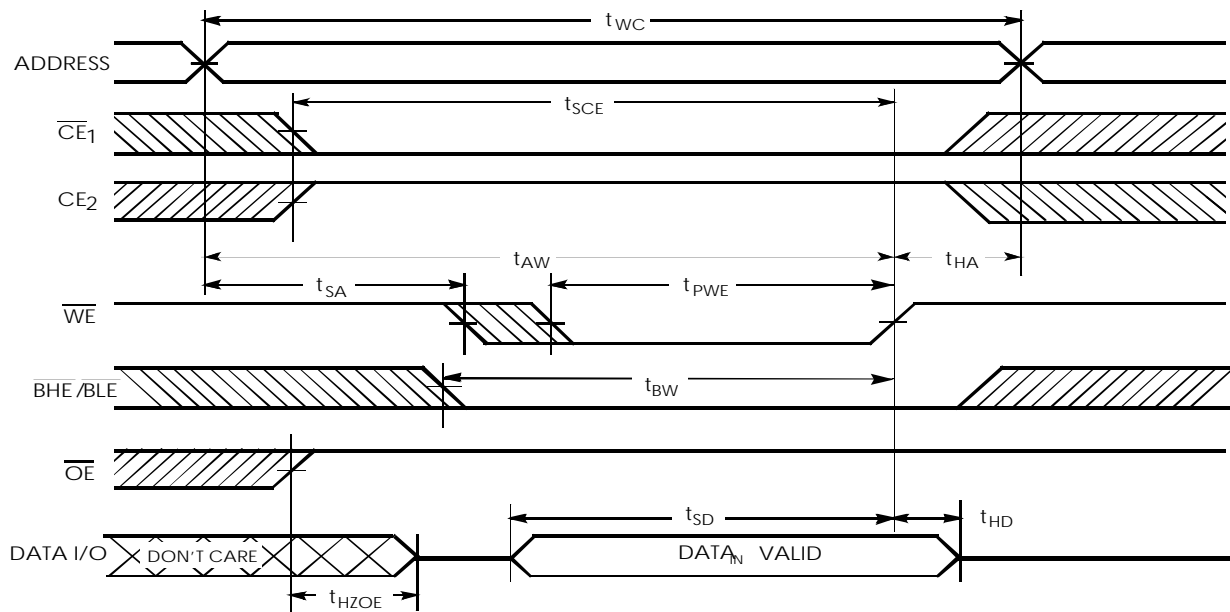 tWC
ADDRESS
tSCE
CE1
CE2
tAW
tHA
tSA
tPWE
WE
tBW
BHE/BLE
OE
tSD
tHD
DATA I/O
DON'T CARE
DATAIN VALID
tHZOE